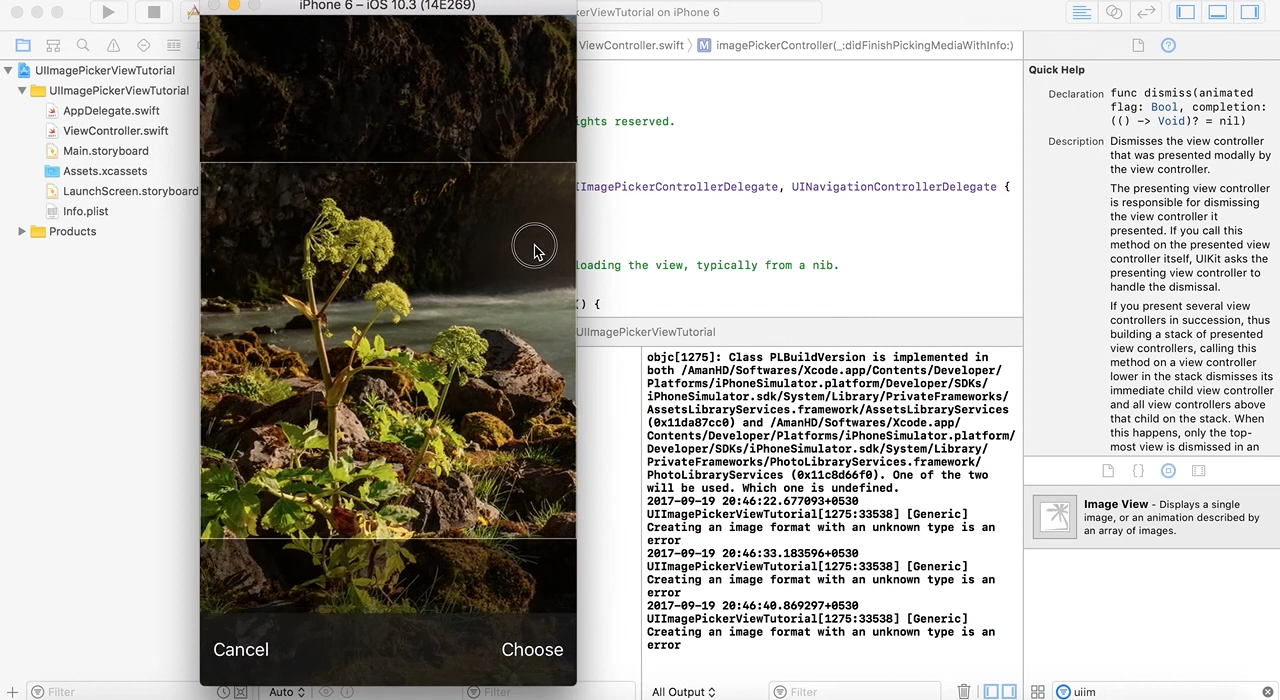 iPhone 6 – iOS 10.3 (14E269)
erViewTutorial on iPhone 6
ViewController.swift
imagePickerController(_:didFinishPickingMediaWithInfo:)
UIImagePickerViewTutorial
UIImagePickerViewTutorial
AppDelegate.swift
ViewController.swift
Main.storyboard
Assets.xcassets
LaunchScreen.storyboard
Info.plist
Products
Filter
Cancel
Choose
Auto
Filter
ights reserved.
IImagePickerControllerDelegate, UINavigationControllerDelegate {
loading the view, typically from a nib.
() {
UIImagePickerViewTutorial
objc[1275]: Class PLBuildVersion is implemented in
both /AmanHD/Softwares/Xcode.app/Contents/Developer/
Platforms/iPhoneSimulator.platform/Developer/SDKs/
iPhoneSimulator.sdk/System/Library/PrivateFrameworks/
AssetsLibraryServices.framework/AssetsLibraryServices
(0x11da87cc0) and /AmanHD/Softwares/Xcode.app/
Contents/Developer/Platforms/iPhoneSimulator.platform/
Developer/SDKs/iPhoneSimulator.sdk/System/Library/
PrivateFrameworks/PhotoLibraryServices.framework/
PhotoLibraryServices (0x11c8d66f0). One of the two
will be used. Which one is undefined.
2017-09-19 20:46:22.677093+0530
UIImagePickerViewTutorial[1275:33538] [Generic]
Creating an image format with an unknown type is an
error
2017-09-19 20:46:33.183596+0530
UIImagePickerViewTutorial[1275:33538] [Generic]
Creating an image format with an unknown type is an
error
2017-09-19 20:46:40.869297+0530
UIImagePickerViewTutorial[1275:33538] [Generic]
Creating an image format with an unknown type is an
error
All Output
Filter
Quick Help
Declaration func dismiss(animated
flag: Bool, completion:
(() -> Void)? = nil)
Description Dismisses the view controller
that was presented modally by
the view controller.
The presenting view controller
is responsible for dismissing
the view controller it
presented. If you call this
method on the presented view
controller itself, UIKit asks the
presenting view controller to
handle the dismissal.
If you present several view
controllers in succession, thus
building a stack of presented
view controllers, calling this
method on a view controller
lower in the stack dismisses its
immediate child view controller
and all view controllers above
that child on the stack. When
this happens, only the top-
most view is dismissed in an
Image View - Displays a single
image, or an animation described by
an array of images.
uiim